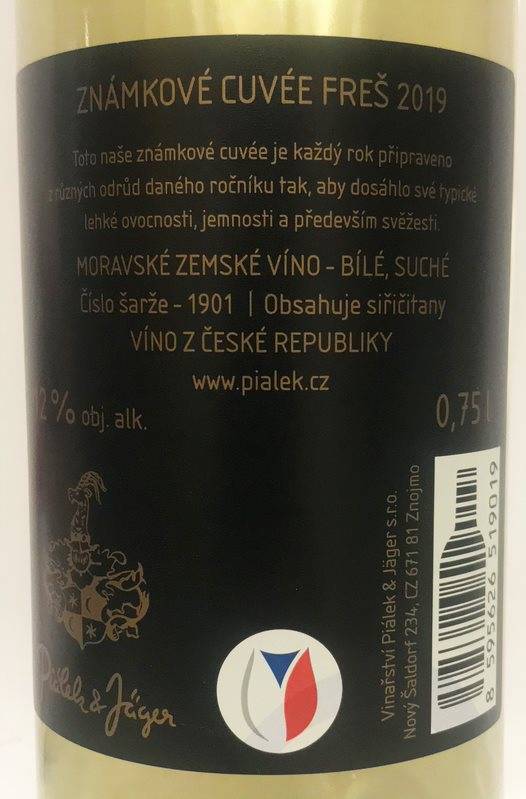 ZNÁMKOVÉ CUVÉE FREŠ 2019
Toto naše známkové cuvée je každý rok připraveno
z různých odrůd daného ročníku tak, aby dosáhlo své typické
lehké ovocnosti, jemnosti a především svěžesti.
MORAVSKÉ ZEMSKÉ VÍNO - BÍLÉ, SUCHÉ
Číslo šarže - 1901 | Obsahuje siřičitany
VÍNO Z ČESKÉ REPUBLIKY
www.pialek.cz
12 % obj. alk.
0,75 l
Piálek & Jäger
Vinařství Piálek & Jäger s.r.o.
Nový Šaldorf 234, CZ 671 81 Znojmo
8 595626 519019